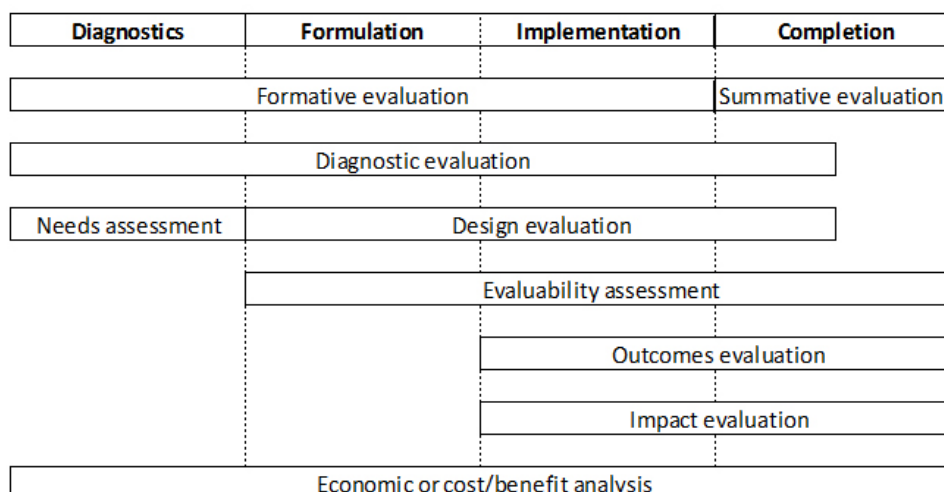 Diagnostics Formulation Implementation Completion
Formative evaluation Summative evaluation
Diagnostic evaluation
Needs assessment Design evaluation
Evaluability assessment
Outcomes evaluation
Impact evaluation
Economic or cost/benefit analysis